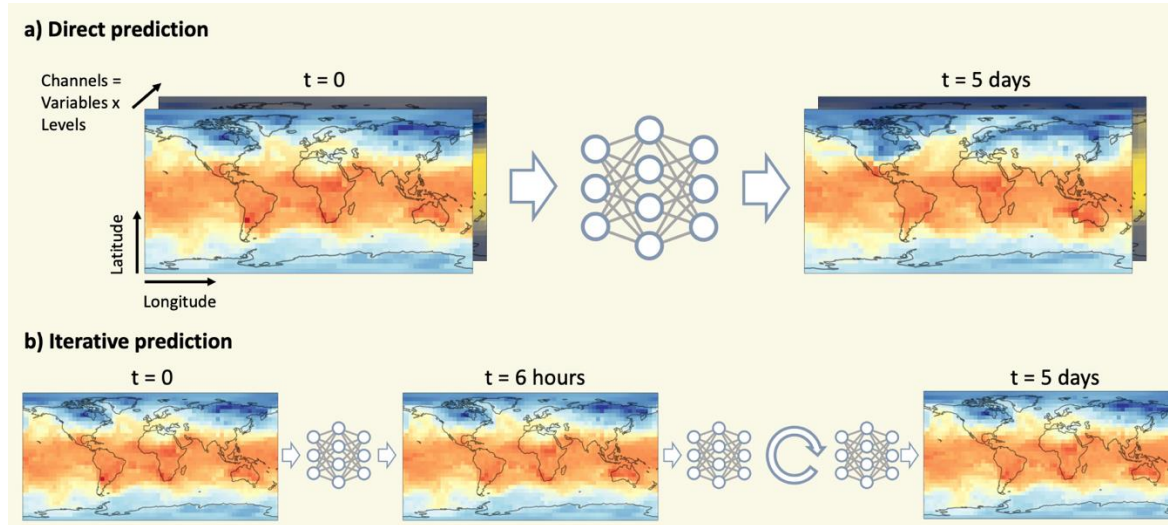 a) Direct prediction
Channels =
Variables x
Levels
t = 0
t = 5 days
Latitude
Longitude
b) Iterative prediction
t = 0
t = 6 hours
t = 5 days